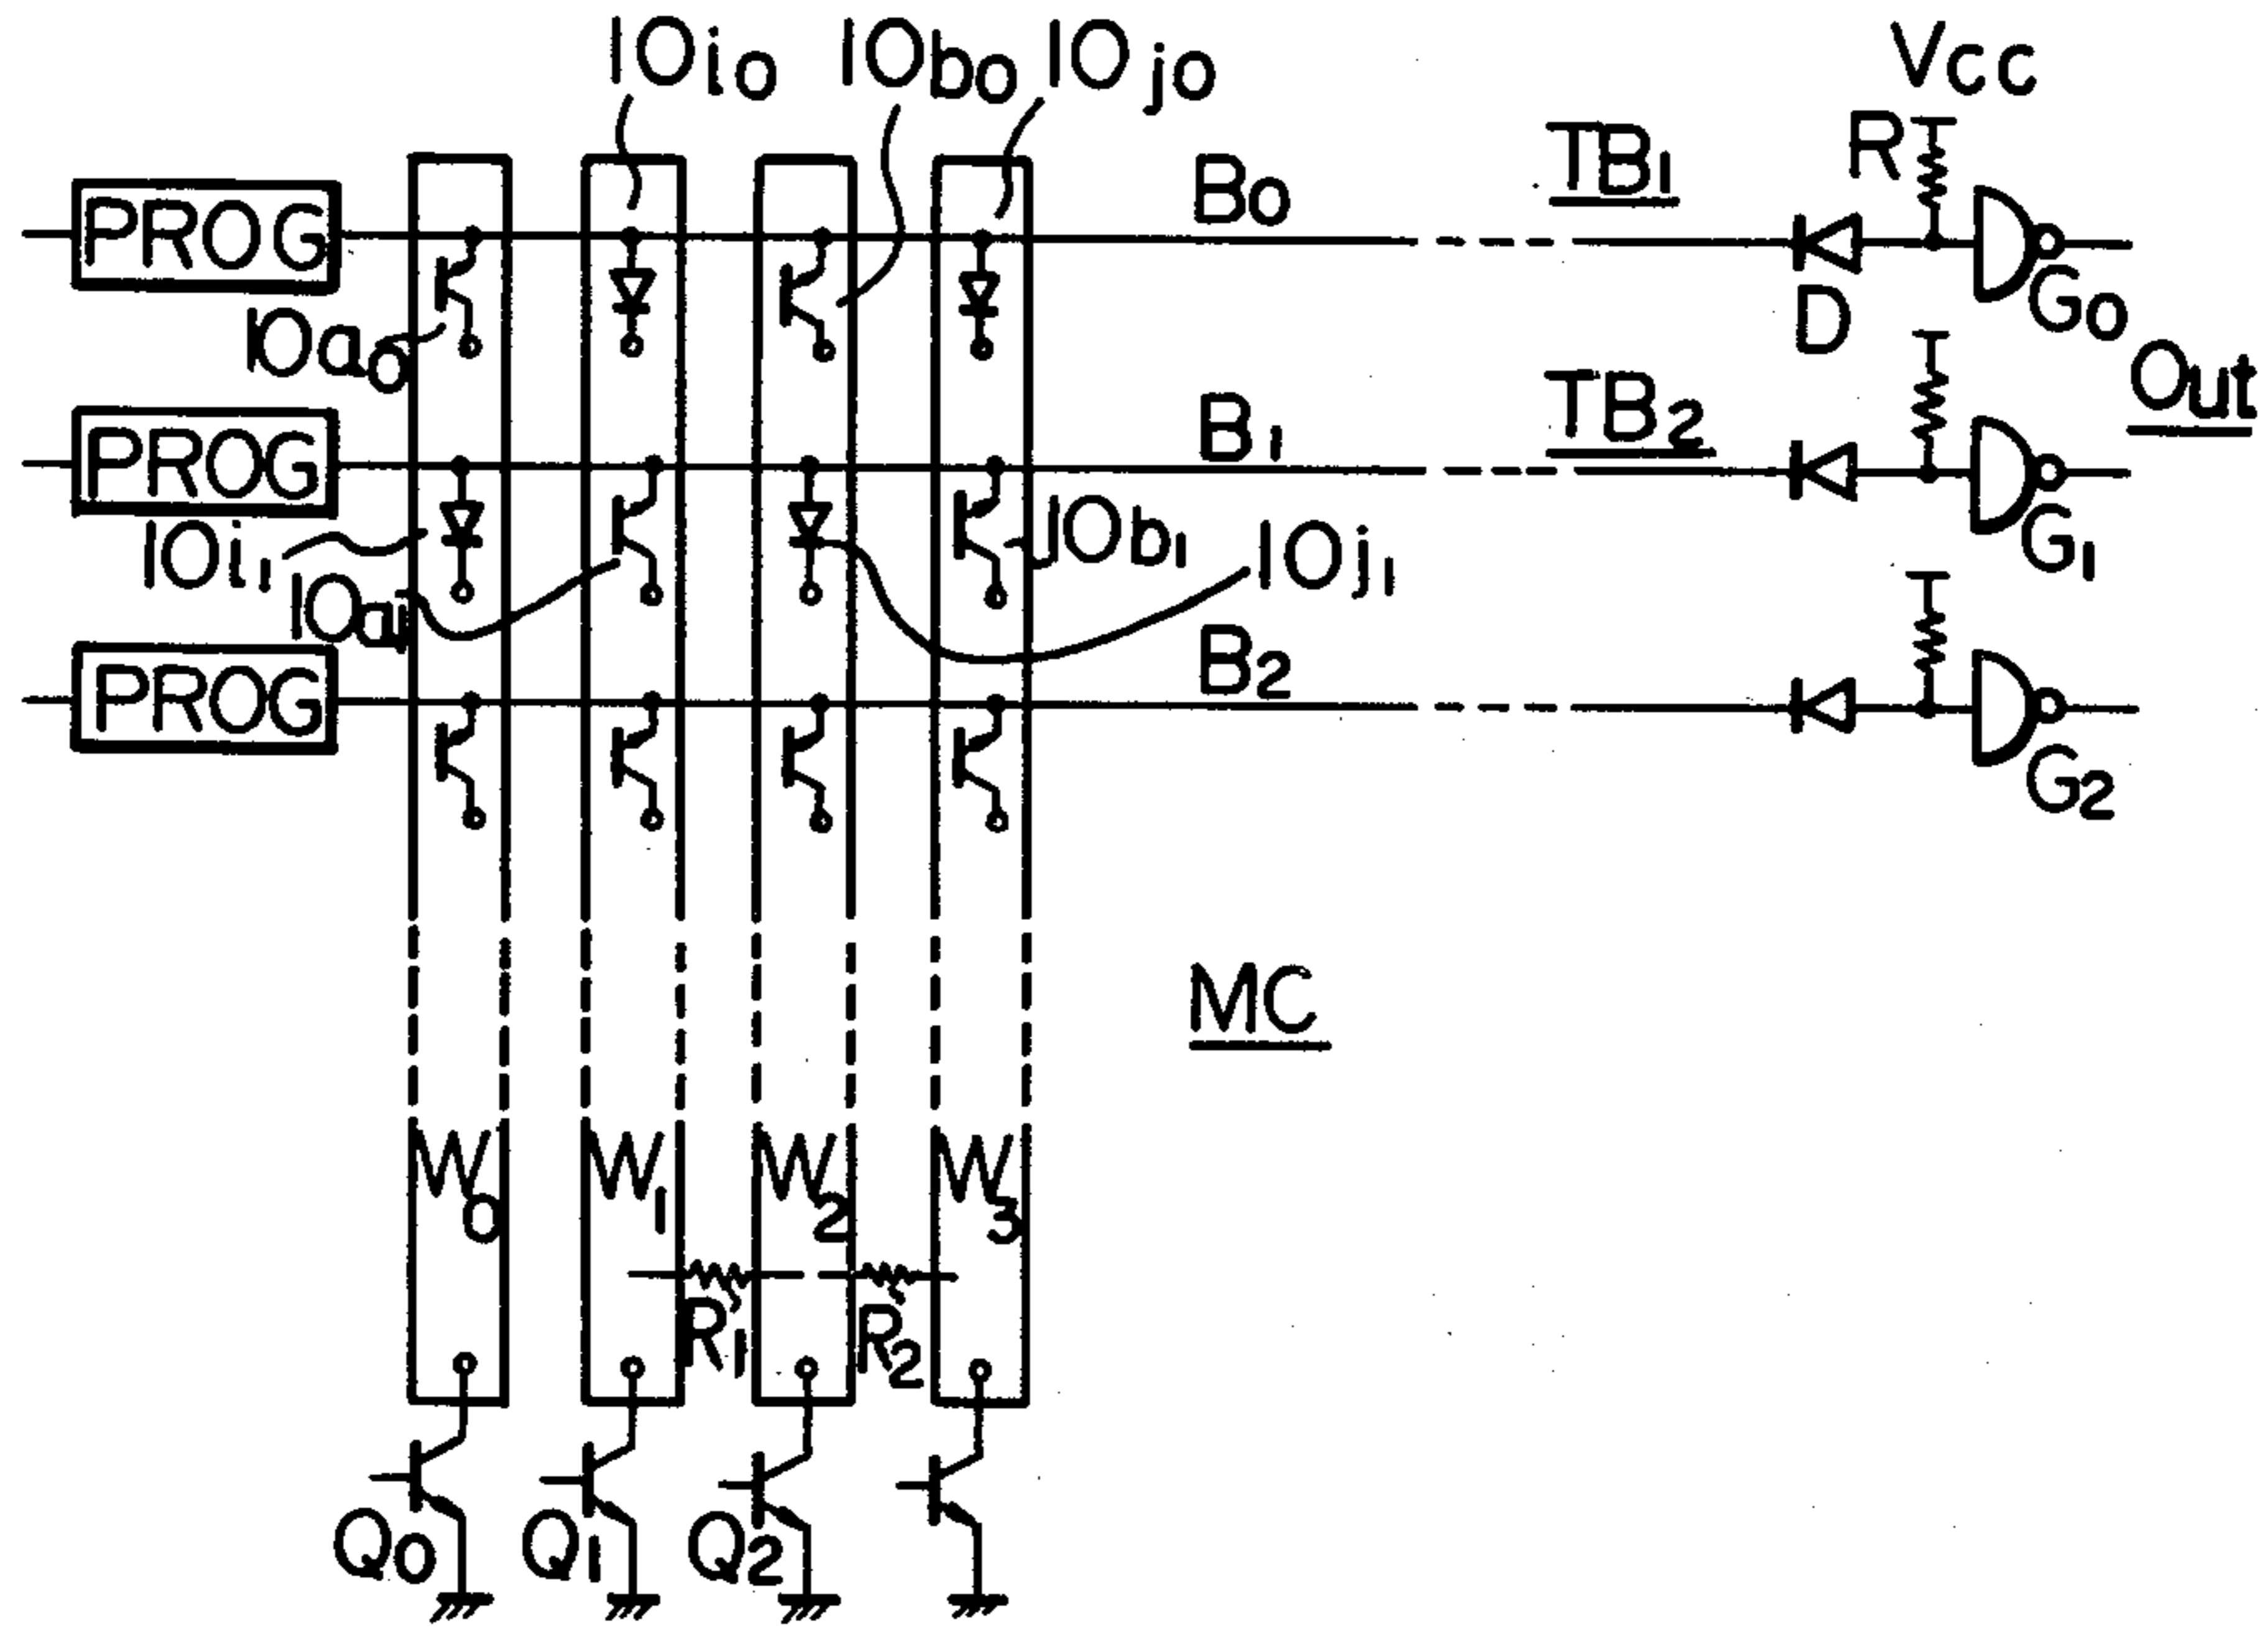 10i0 10b0 10j0 Vcc
B0 TB1 R
PROG
10a0 D G0
Out
B1 TB2
PROG
10i1 10b1 10j1 G1
10a1
B2
PROG
G2
MC
W0 W1 W2 W3
R1 R2
Q0 Q1 Q2